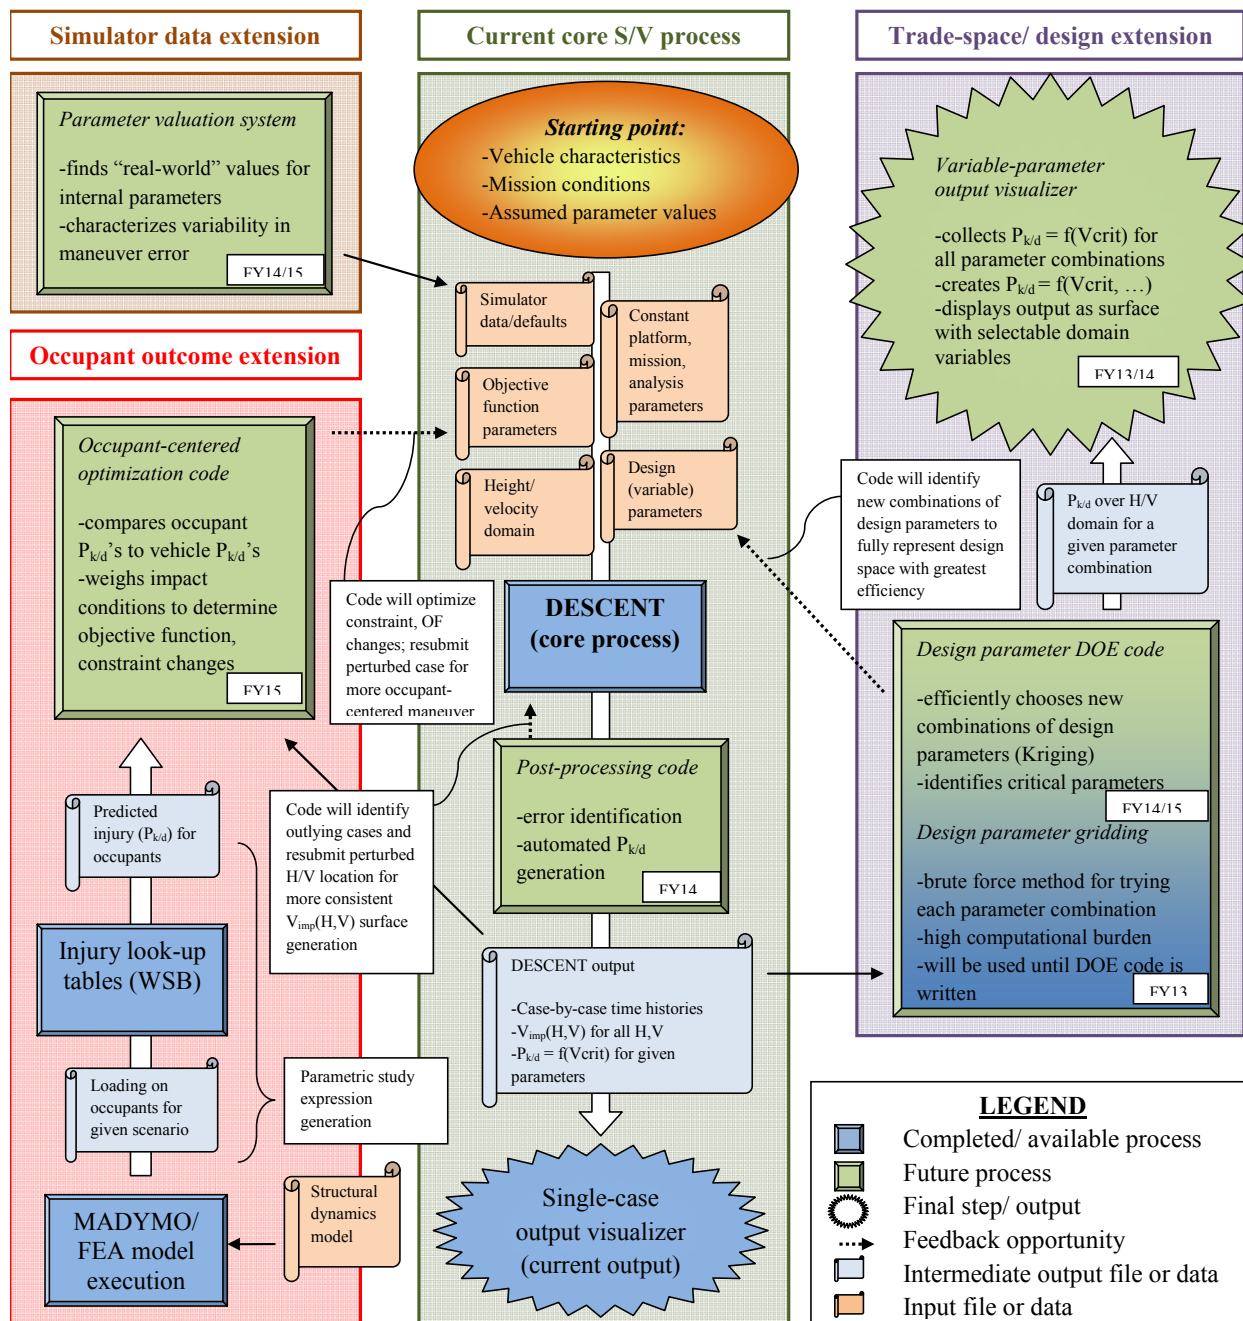 Simulator data extension
Current core S/V process
Trade-space/ design extension
Parameter valuation system
-finds “real-world” values for
internal parameters
-characterizes variability in
maneuver error
FY14/15
Starting point:
-Vehicle characteristics
-Mission conditions
-Assumed parameter values
Variable-parameter
output visualizer
-collects Pk/d = f(Vcrit) for
all parameter combinations
-creates Pk/d = f(Vcrit, …)
-displays output as surface
with selectable domain
variables
FY13/14
Simulator
data/defaults
Constant
platform,
mission,
analysis
parameters
Objective
function
parameters
Height/
velocity
domain
Design
(variable)
parameters
Occupant outcome extension
Occupant-centered
optimization code
-compares occupant
Pk/d’s to vehicle Pk/d’s
-weighs impact
conditions to determine
objective function,
constraint changes
FY15
Code will optimize
constraint, OF
changes; resubmit
perturbed case for
more occupant-
centered maneuver
DESCENT
(core process)
Code will identify
new combinations of
design parameters to
fully represent design
space with greatest
efficiency
Pk/d over H/V
domain for a
given parameter
combination
Design parameter DOE code
-efficiently chooses new
combinations of design
parameters (Kriging)
-identifies critical parameters
FY14/15
Design parameter gridding
-brute force method for trying
each parameter combination
-high computational burden
-will be used until DOE code is
written
FY13
Post-processing code
-error identification
-automated Pk/d
generation
FY14
Predicted
injury (Pk/d) for
occupants
Code will identify
outlying cases and
resubmit perturbed
H/V location for
more consistent
Vimp(H,V) surface
generation
Injury look-up
tables (WSB)
DESCENT output
-Case-by-case time histories
-Vimp(H,V) for all H,V
-Pk/d = f(Vcrit) for given
parameters
Loading on
occupants for
given scenario
Parametric study
expression
generation
MADYMO/
FEA model
execution
Structural
dynamics
model
Single-case
output visualizer
(current output)
LEGEND
Completed/ available process
Future process
Final step/ output
Feedback opportunity
Intermediate output file or data
Input file or data